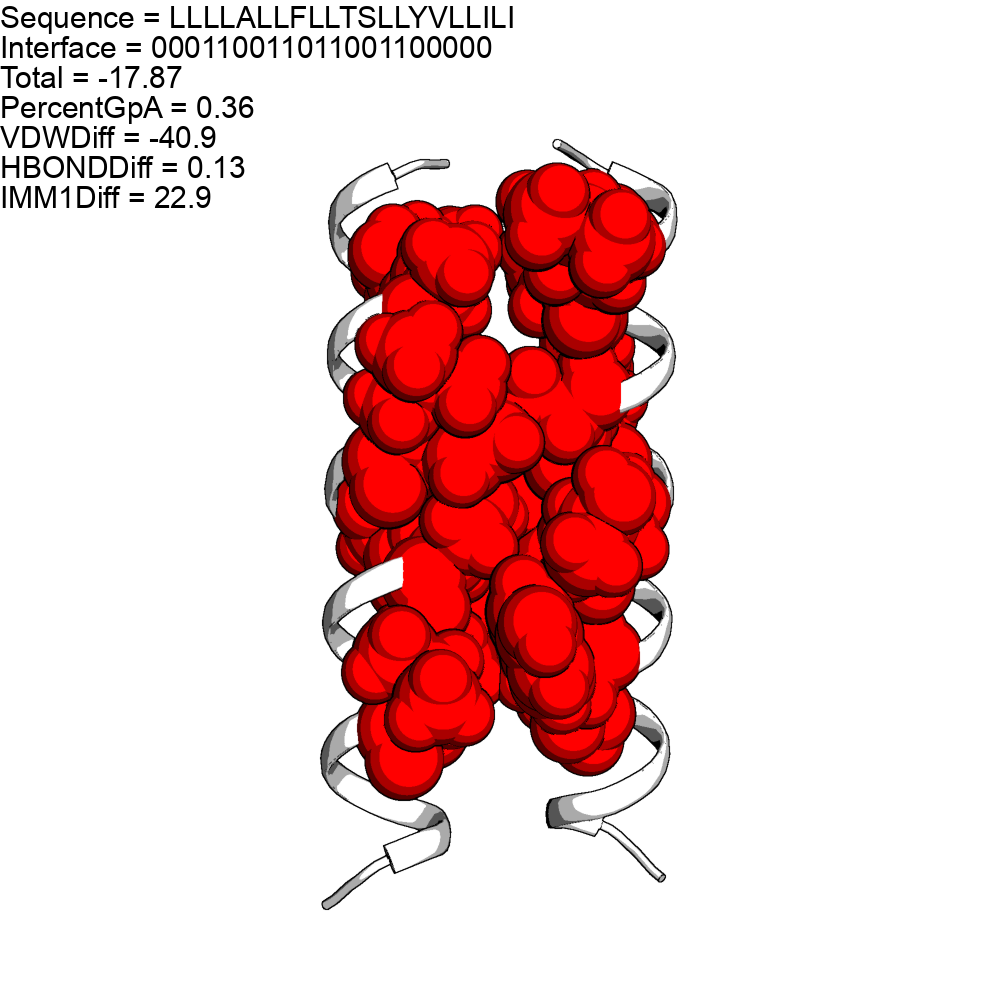 Sequence = LLLLALLFLLTSLLYVLLILI
Interface = 000110011011001100000
Total = -17.87
PercentGpA = 0.36
VDWDiff = -40.9
HBONDDiff = 0.13
IMM1Diff = 22.9